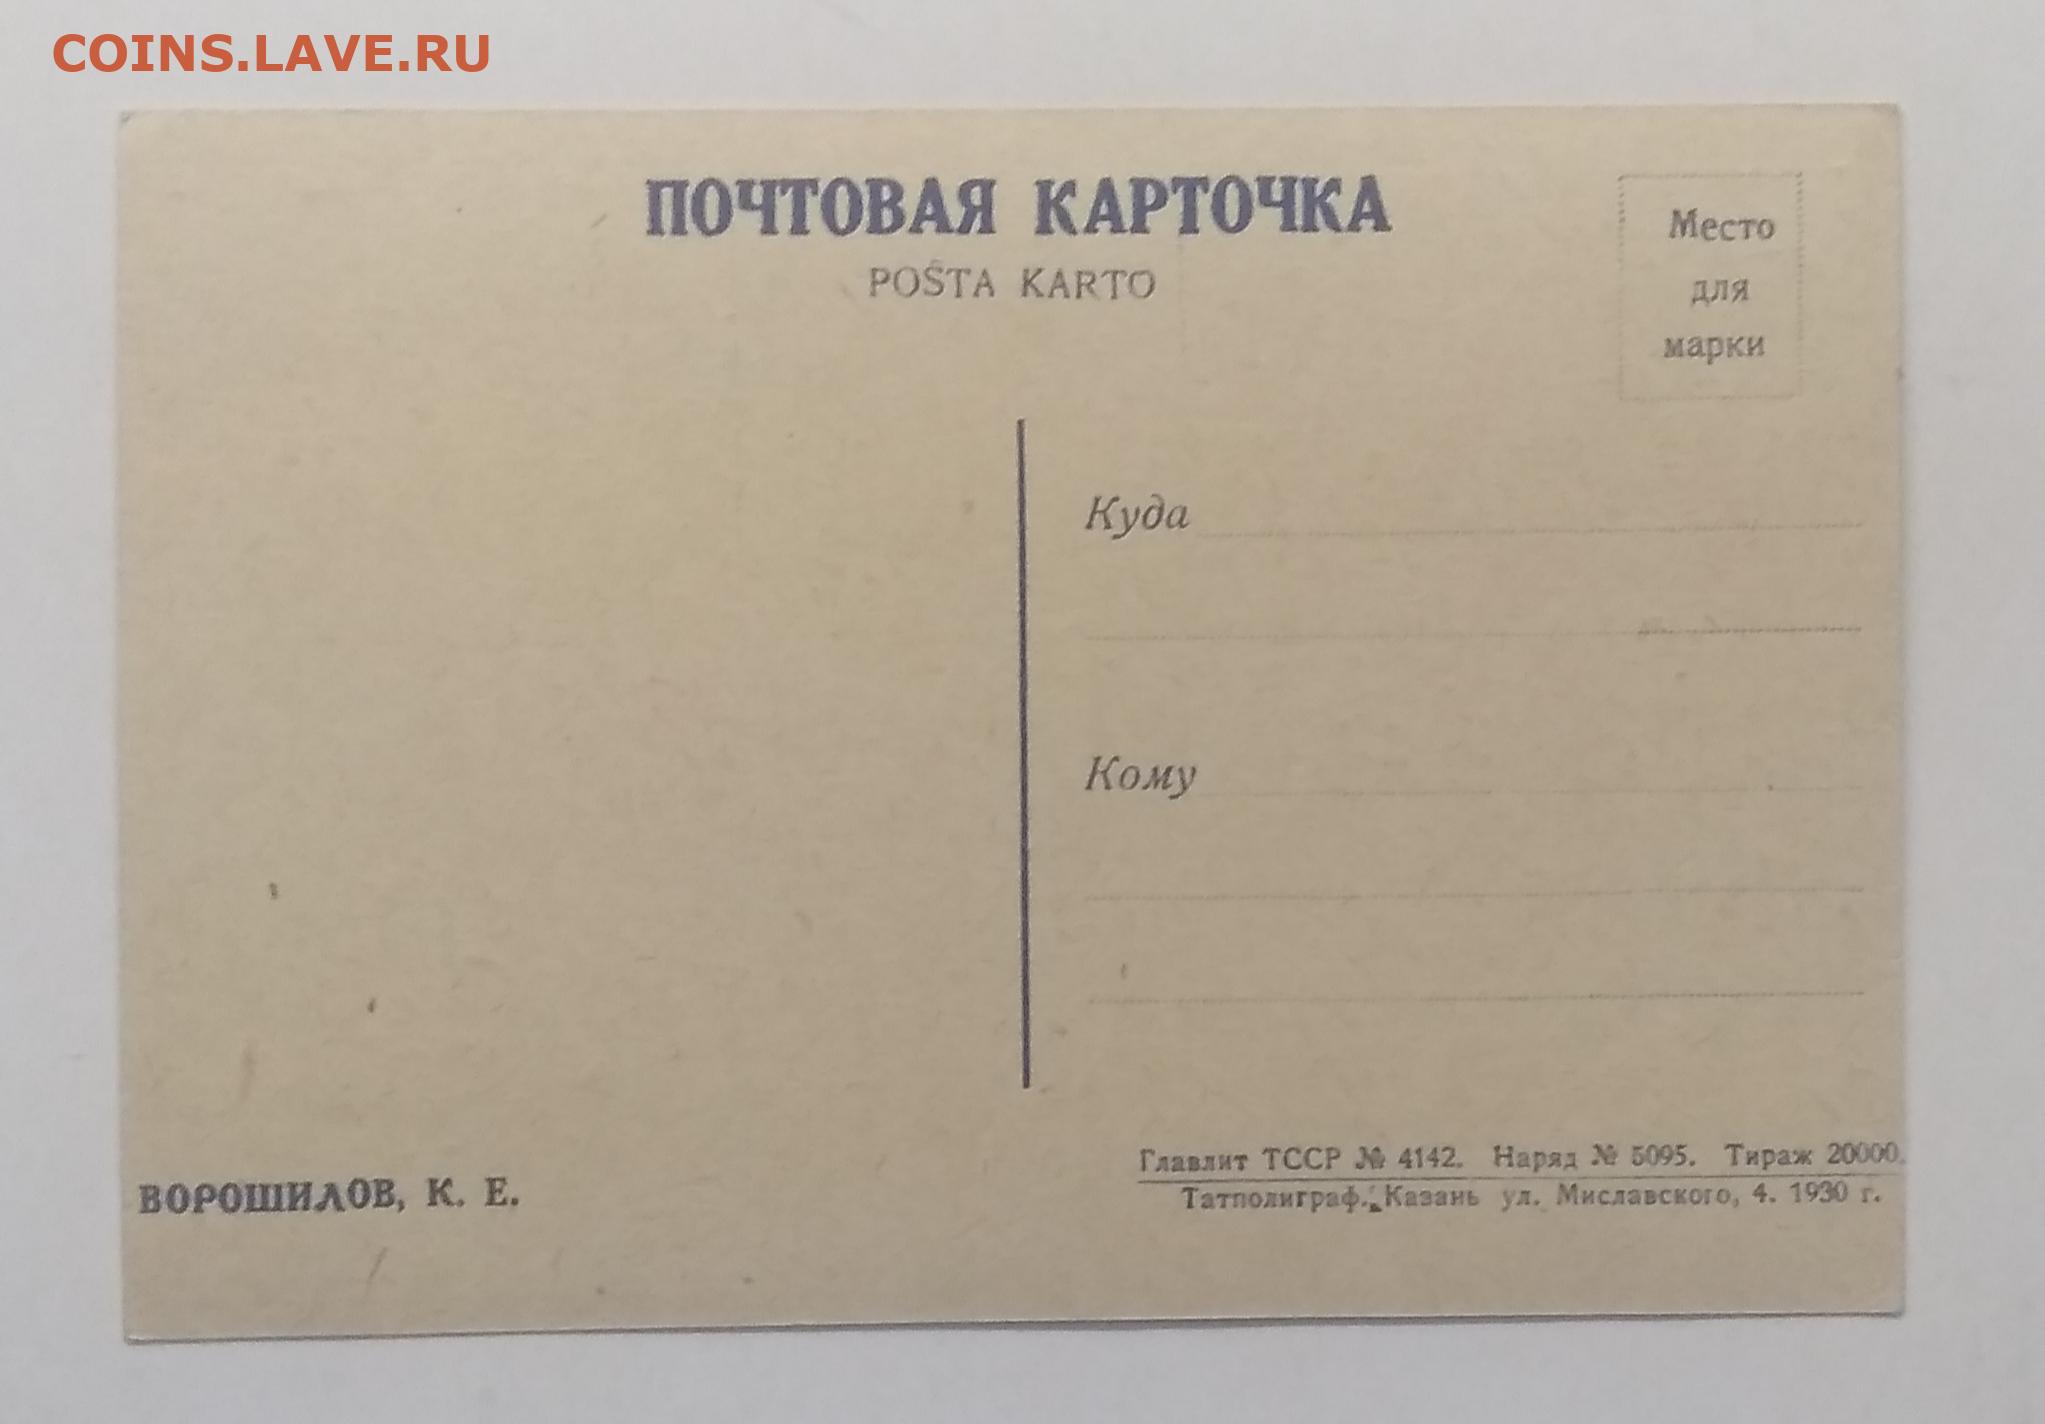 COINS.LAVE.RU
ПОЧТОВАЯ КАРТОЧКА
POŜTA KARTO
Место
для
марки
Куда
Кому
ВОРОШИЛОВ, К. Е.
Главлит ТССР № 4142. Наряд № 5095. Тираж 20000.
Татполиграф. Казань ул. Миславского, 4. 1930 г.